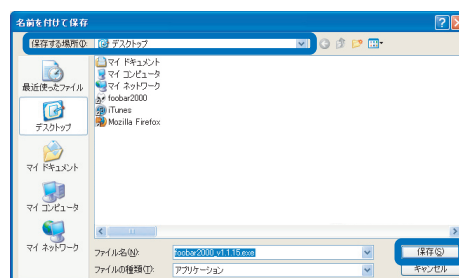 名前を付けて保存
保存する場所(I):
デスクトップ
最近使ったファイル
デスクトップ
マイ ドキュメント
マイ コンピュータ
マイ ネットワーク
マイ ドキュメント
マイ コンピュータ
マイ ネットワーク
foobar2000
iTunes
Mozilla Firefox
ファイル名(N):
foobar2000_v1.1.15.exe
保存(S)
ファイルの種類(T):
アプリケーション
キャンセル